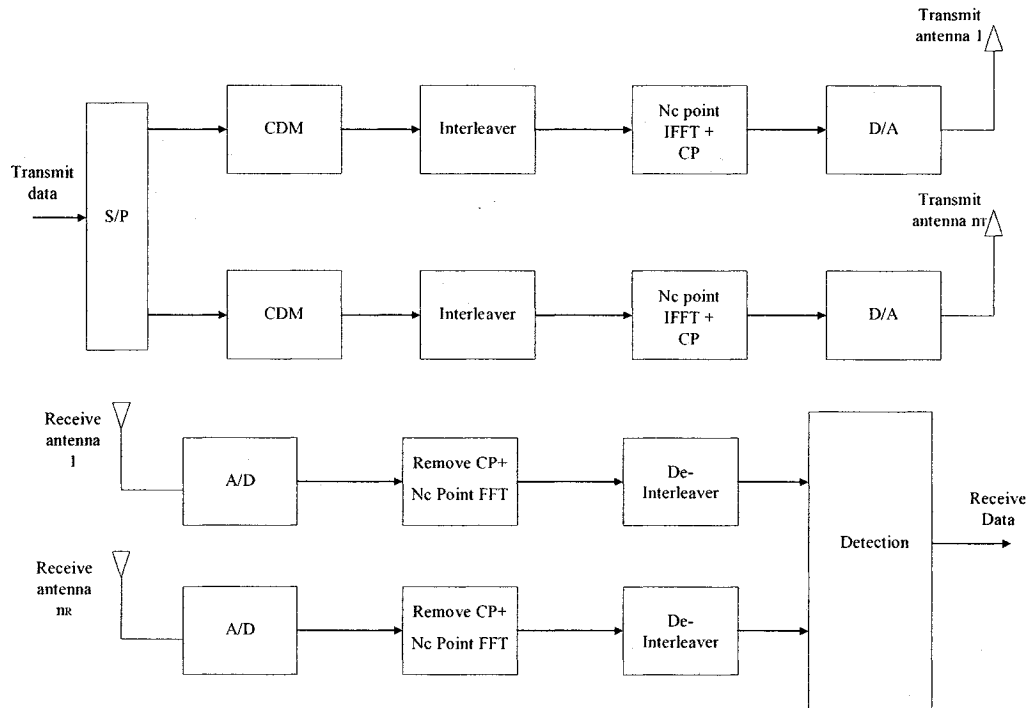 Transmit
antenna 1
CDM
Interleaver
Nc point
IFFT +
CP
D/A
Transmit
data
S/P
Transmit
antenna nT
CDM
Interleaver
Nc point
IFFT +
CP
D/A
Receive
antenna
1
A/D
Remove CP+
Nc Point FFT
De-
Interleaver
Detection
Receive
Data
Receive
antenna
nR
A/D
Remove CP+
Nc Point FFT
De-
Interleaver